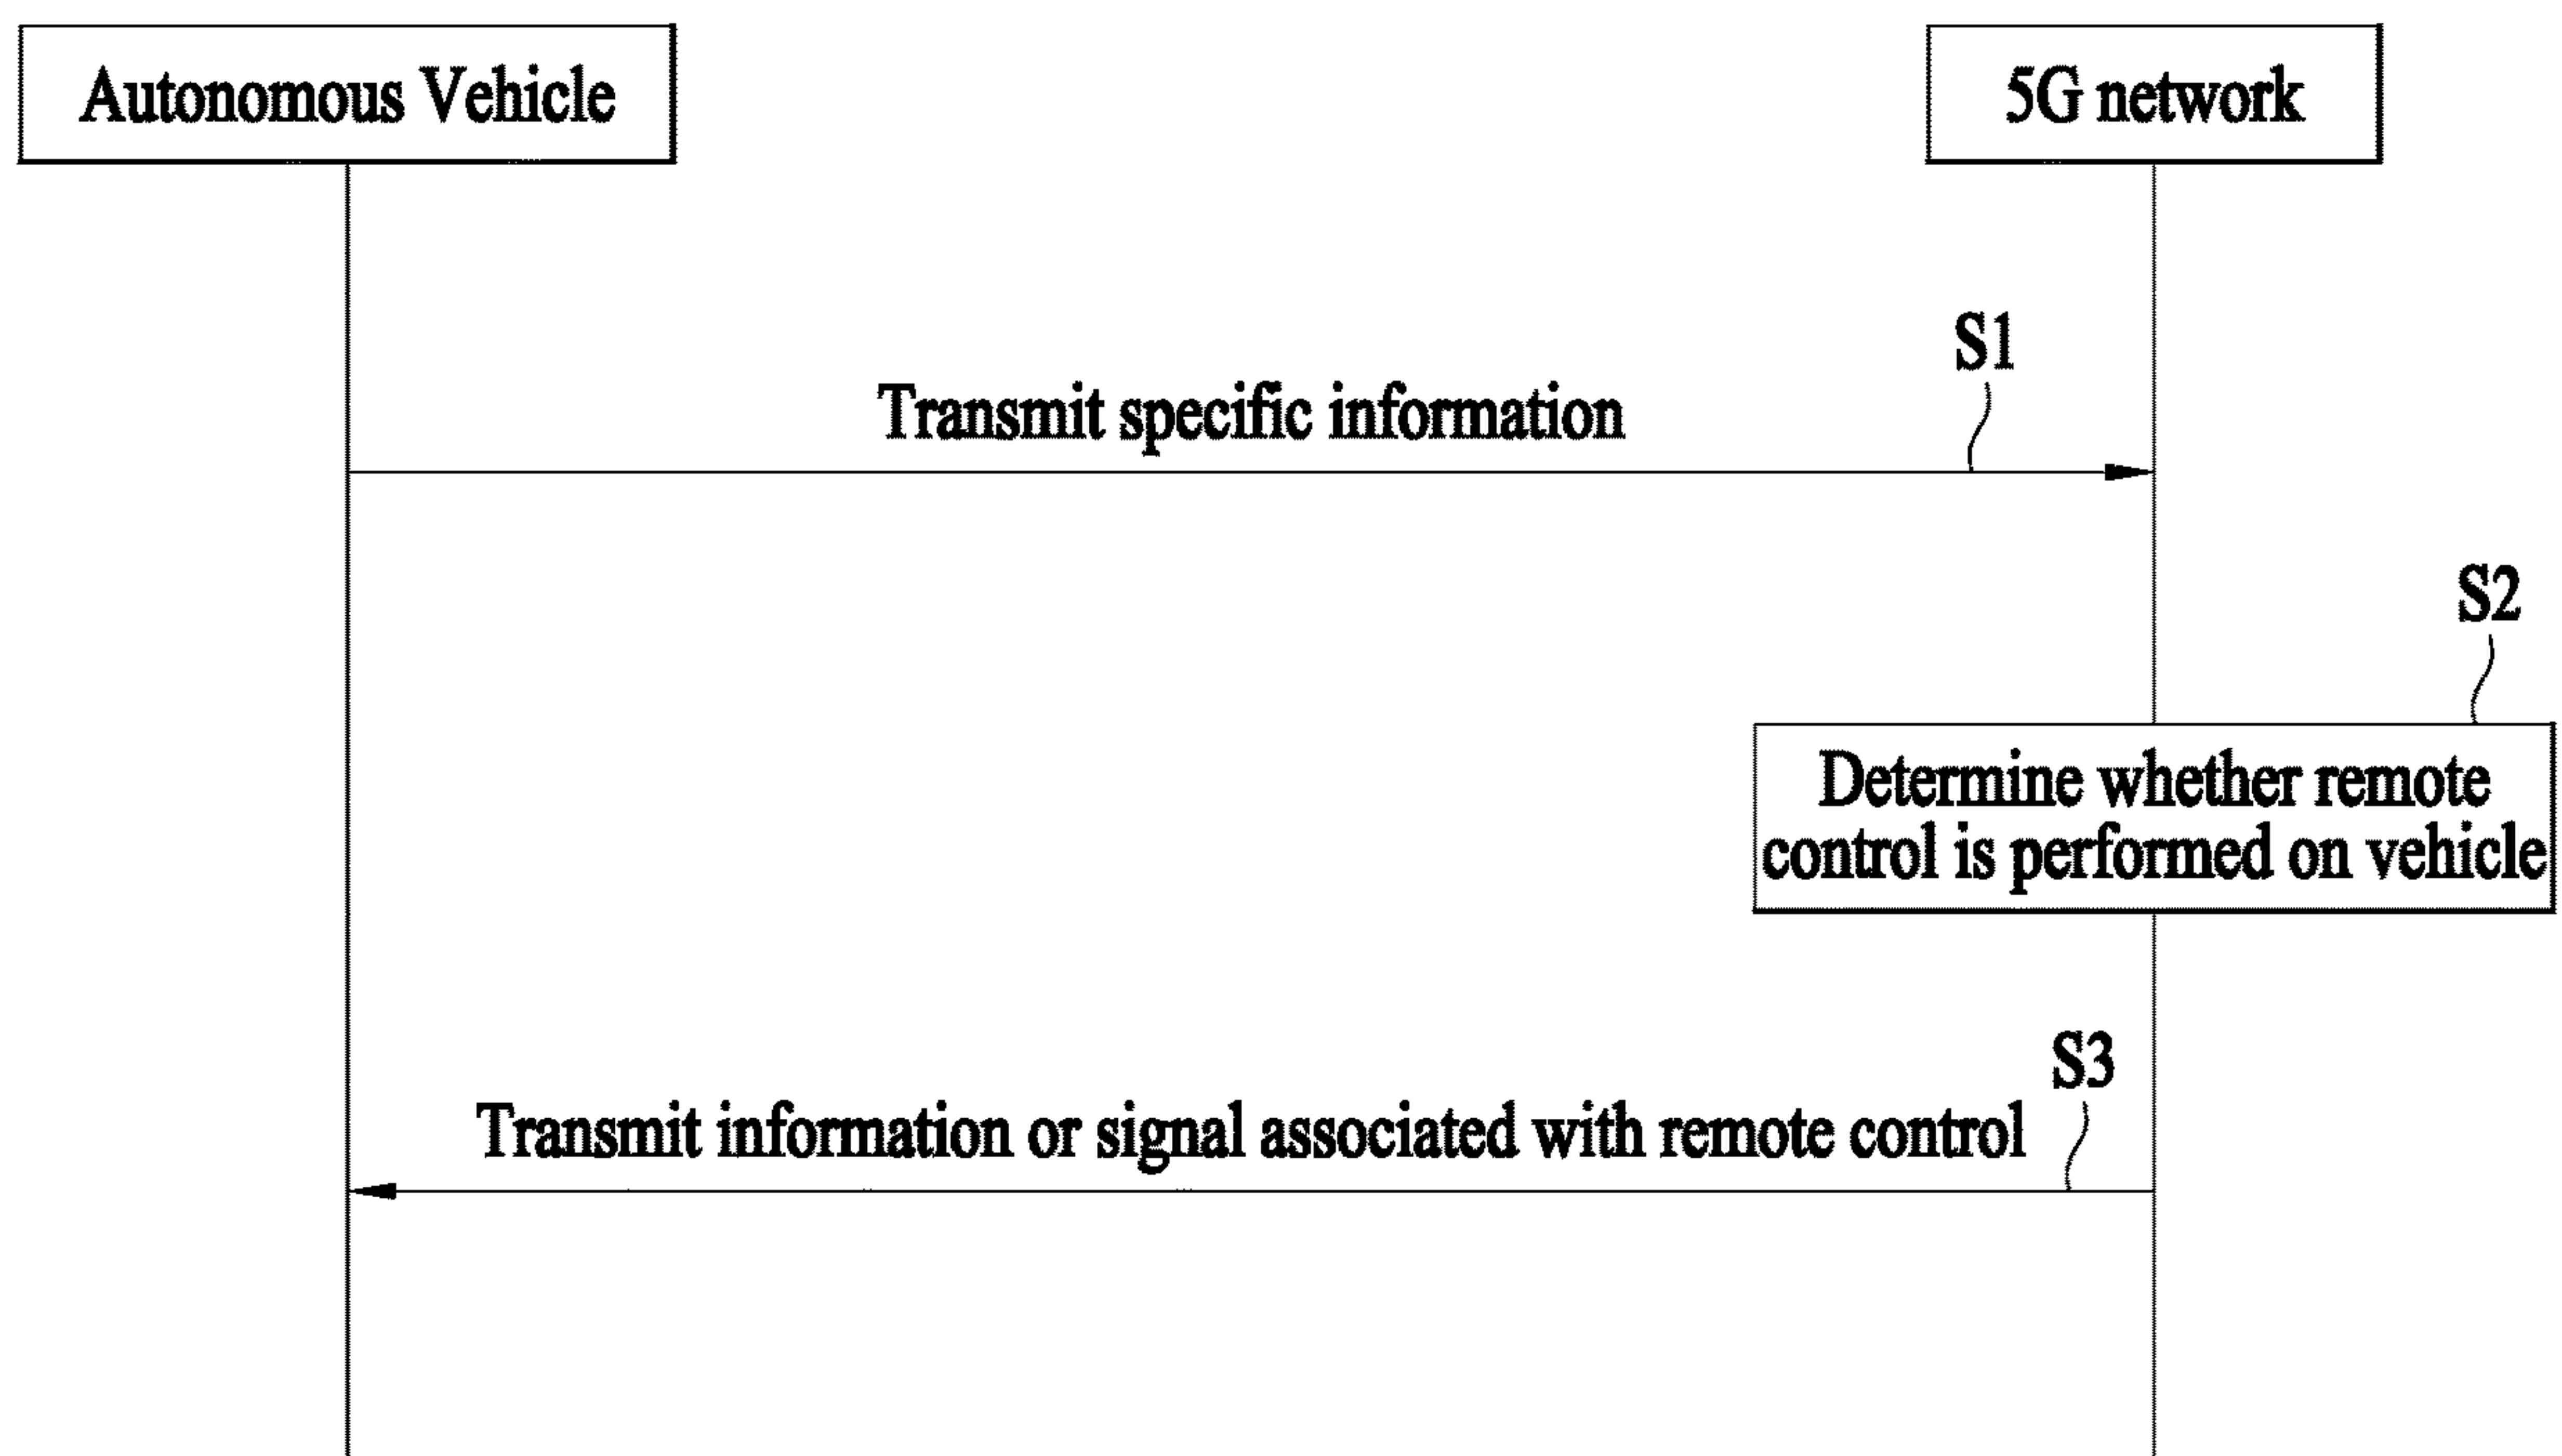 Autonomous Vehicle
5G network
S1
Transmit specific information
S2
Determine whether remote
control is performed on vehicle
S3
Transmit information or signal associated with remote control